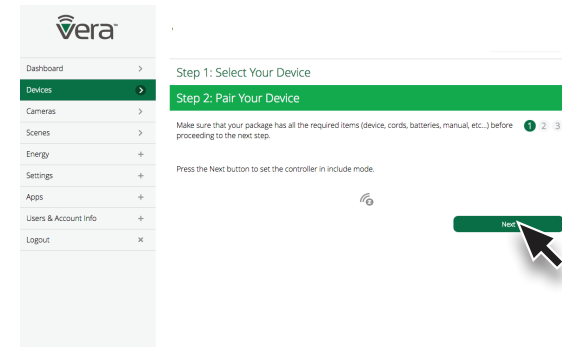 Vera™
Dashboard >
Devices >
Cameras >
Scenes >
Energy +
Settings +
Apps +
Users & Account Info +
Logout ×
Step 1: Select Your Device
Step 2: Pair Your Device
Make sure that your package has all the required items (device, cords, batteries, manual, etc...) before
proceeding to the next step.
1 2 3
Press the Next button to set the controller in include mode.
Next